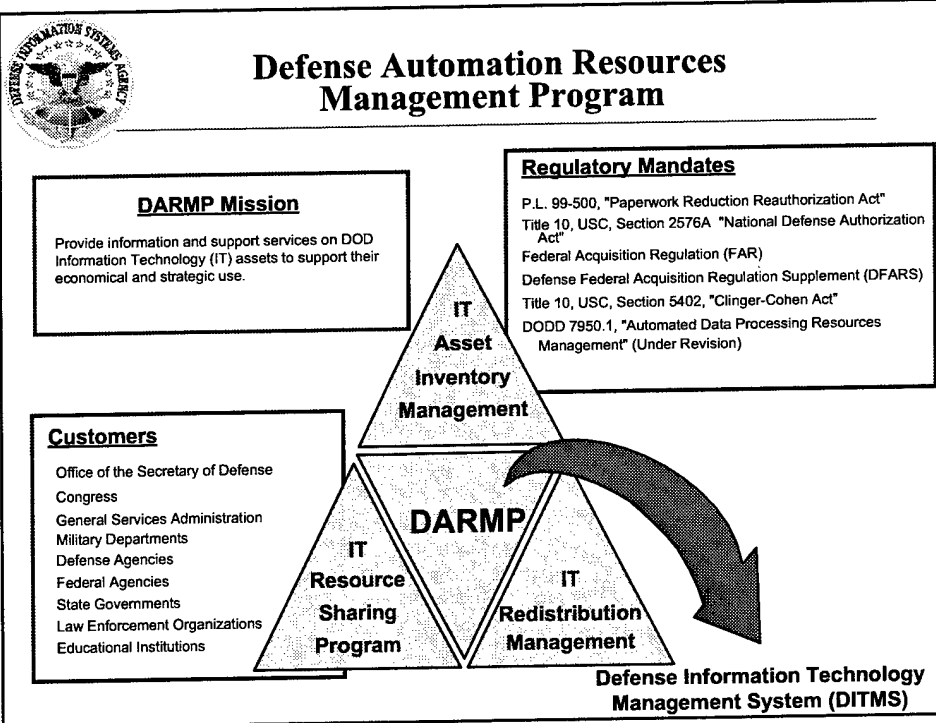 DEFENSE INFORMATION SYSTEMS AGENCY
Defense Automation Resources
Management Program
DARMP Mission
Provide information and support services on DOD
Information Technology (IT) assets to support their
economical and strategic use.
Regulatory Mandates
P.L. 99-500, "Paperwork Reduction Reauthorization Act"
Title 10, USC, Section 2576A "National Defense Authorization
Act"
Federal Acquisition Regulation (FAR)
Defense Federal Acquisition Regulation Supplement (DFARS)
Title 10, USC, Section 5402, "Clinger-Cohen Act"
DODD 7950.1, "Automated Data Processing Resources
Management" (Under Revision)
IT
Asset
Inventory
Management
Customers
Office of the Secretary of Defense
Congress
General Services Administration
Military Departments
Defense Agencies
Federal Agencies
State Governments
Law Enforcement Organizations
Educational Institutions
DARMP
IT
Resource
Sharing
Program
IT
Redistribution
Management
Defense Information Technology
Management System (DITMS)